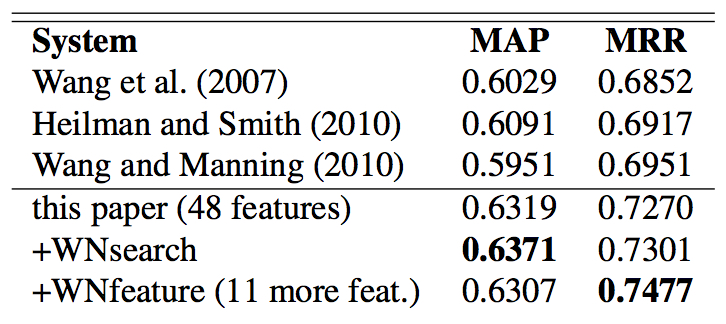 System MAP MRR
Wang et al. (2007) 0.6029 0.6852
Heilman and Smith (2010) 0.6091 0.6917
Wang and Manning (2010) 0.5951 0.6951
this paper (48 features) 0.6319 0.7270
+WNsearch 0.6371 0.7301
+WNfeature (11 more feat.) 0.6307 0.7477